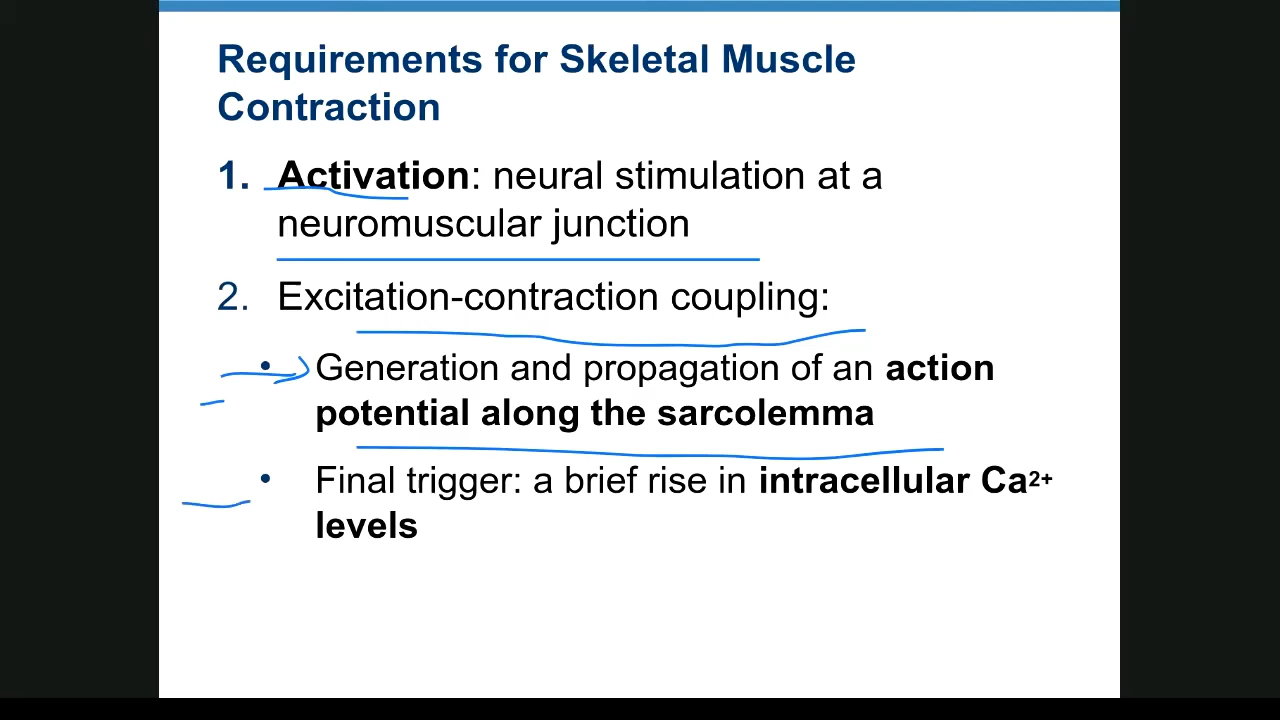 Requirements for Skeletal Muscle
Contraction
1. Activation: neural stimulation at a
neuromuscular junction
2. Excitation-contraction coupling:
• Generation and propagation of an action
potential along the sarcolemma
• Final trigger: a brief rise in intracellular Ca²⁺
levels